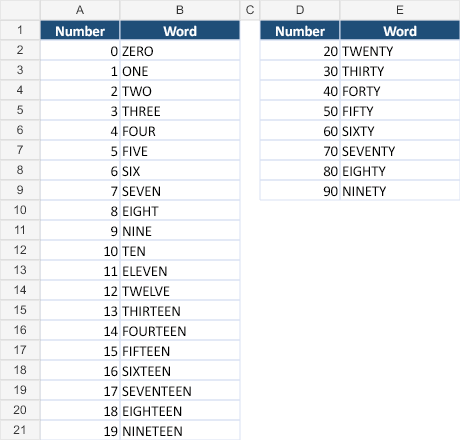 A B C D E
1 Number Word Number Word
2 0 ZERO 20 TWENTY
3 1 ONE 30 THIRTY
4 2 TWO 40 FORTY
5 3 THREE 50 FIFTY
6 4 FOUR 60 SIXTY
7 5 FIVE 70 SEVENTY
8 6 SIX 80 EIGHTY
9 7 SEVEN 90 NINETY
10 8 EIGHT
11 9 NINE
12 10 TEN
13 11 ELEVEN
14 12 TWELVE
15 13 THIRTEEN
16 14 FOURTEEN
17 15 FIFTEEN
18 16 SIXTEEN
19 17 SEVENTEEN
20 18 EIGHTEEN
21 19 NINETEEN